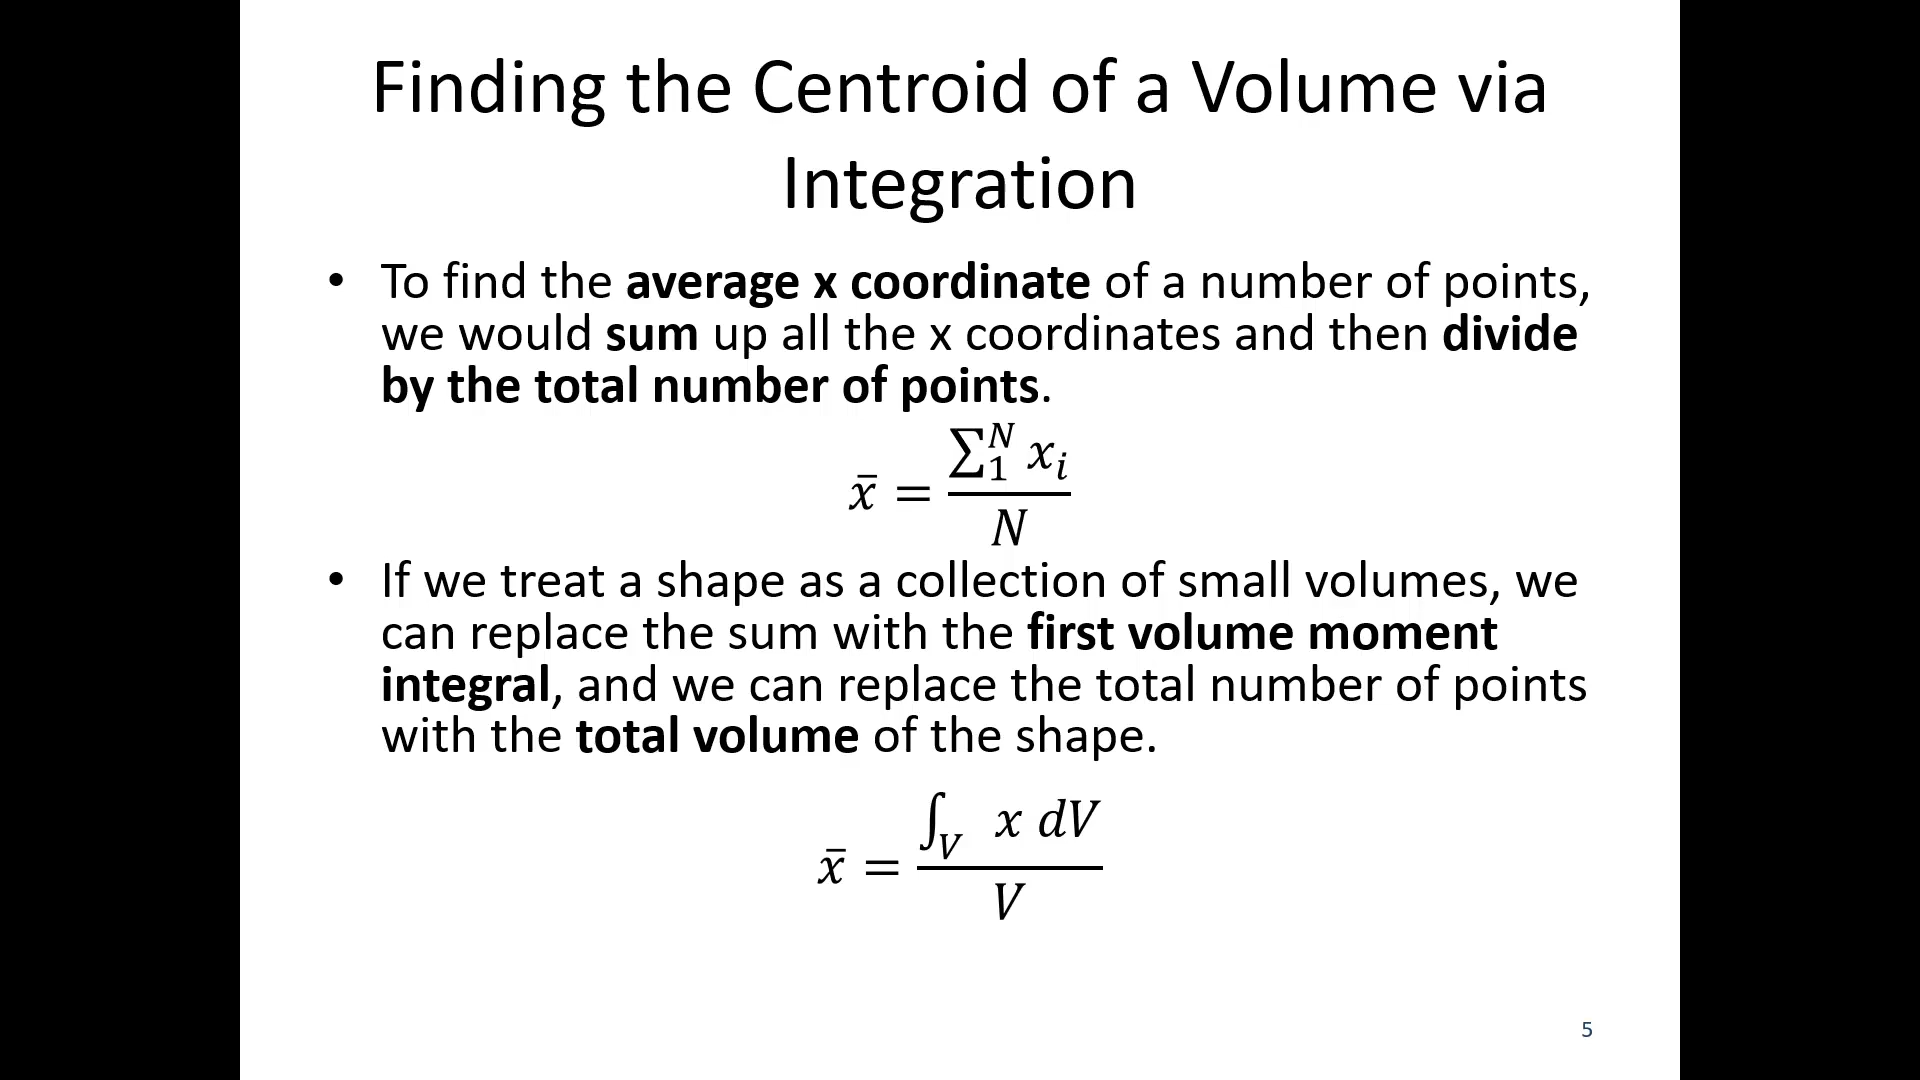 Finding the Centroid of a Volume via
Integration
• To find the average x coordinate of a number of points,
we would sum up all the x coordinates and then divide
by the total number of points.
x̄ = ∑₁ᴺ xᵢ / N
• If we treat a shape as a collection of small volumes, we
can replace the sum with the first volume moment
integral, and we can replace the total number of points
with the total volume of the shape.
x̄ = ∫_V x dV / V
5